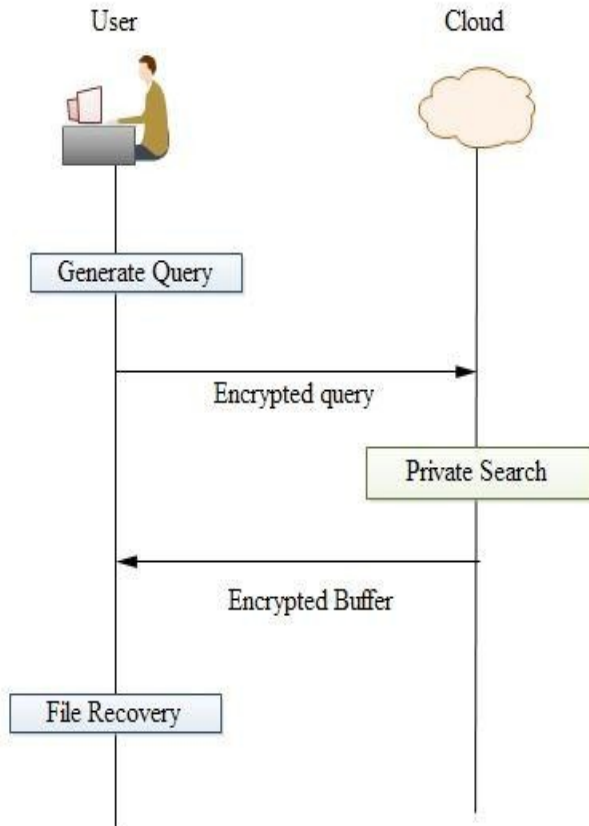 User
Cloud
Generate Query
Encrypted query
Private Search
Encrypted Buffer
File Recovery